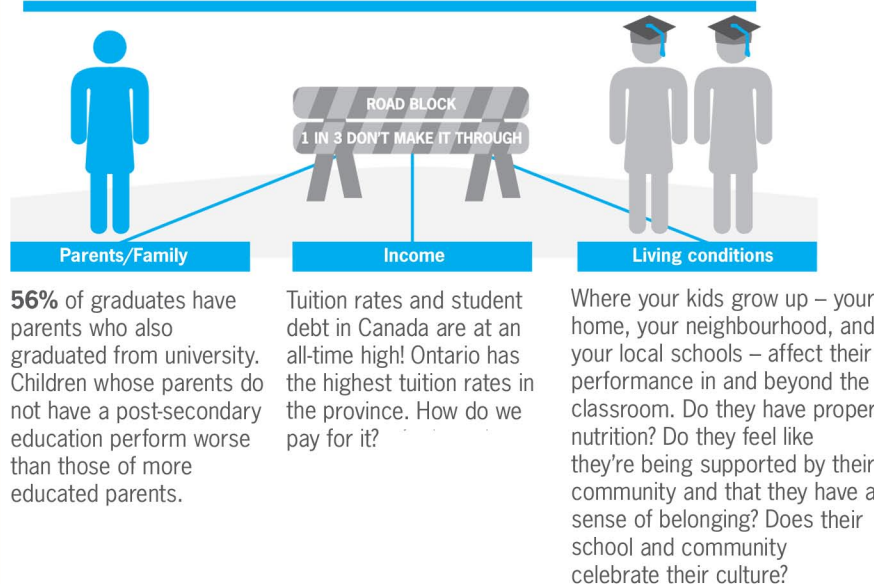 ROAD BLOCK
1 IN 3 DON'T MAKE IT THROUGH
Parents/Family
56% of graduates have
parents who also
graduated from university.
Children whose parents do
not have a post-secondary
education perform worse
than those of more
educated parents.
Income
Tuition rates and student
debt in Canada are at an
all-time high! Ontario has
the highest tuition rates in
the province. How do we
pay for it?
Living conditions
Where your kids grow up – your
home, your neighbourhood, and
your local schools – affect their
performance in and beyond the
classroom. Do they have proper
nutrition? Do they feel like
they're being supported by their
community and that they have a
sense of belonging? Does their
school and community
celebrate their culture?